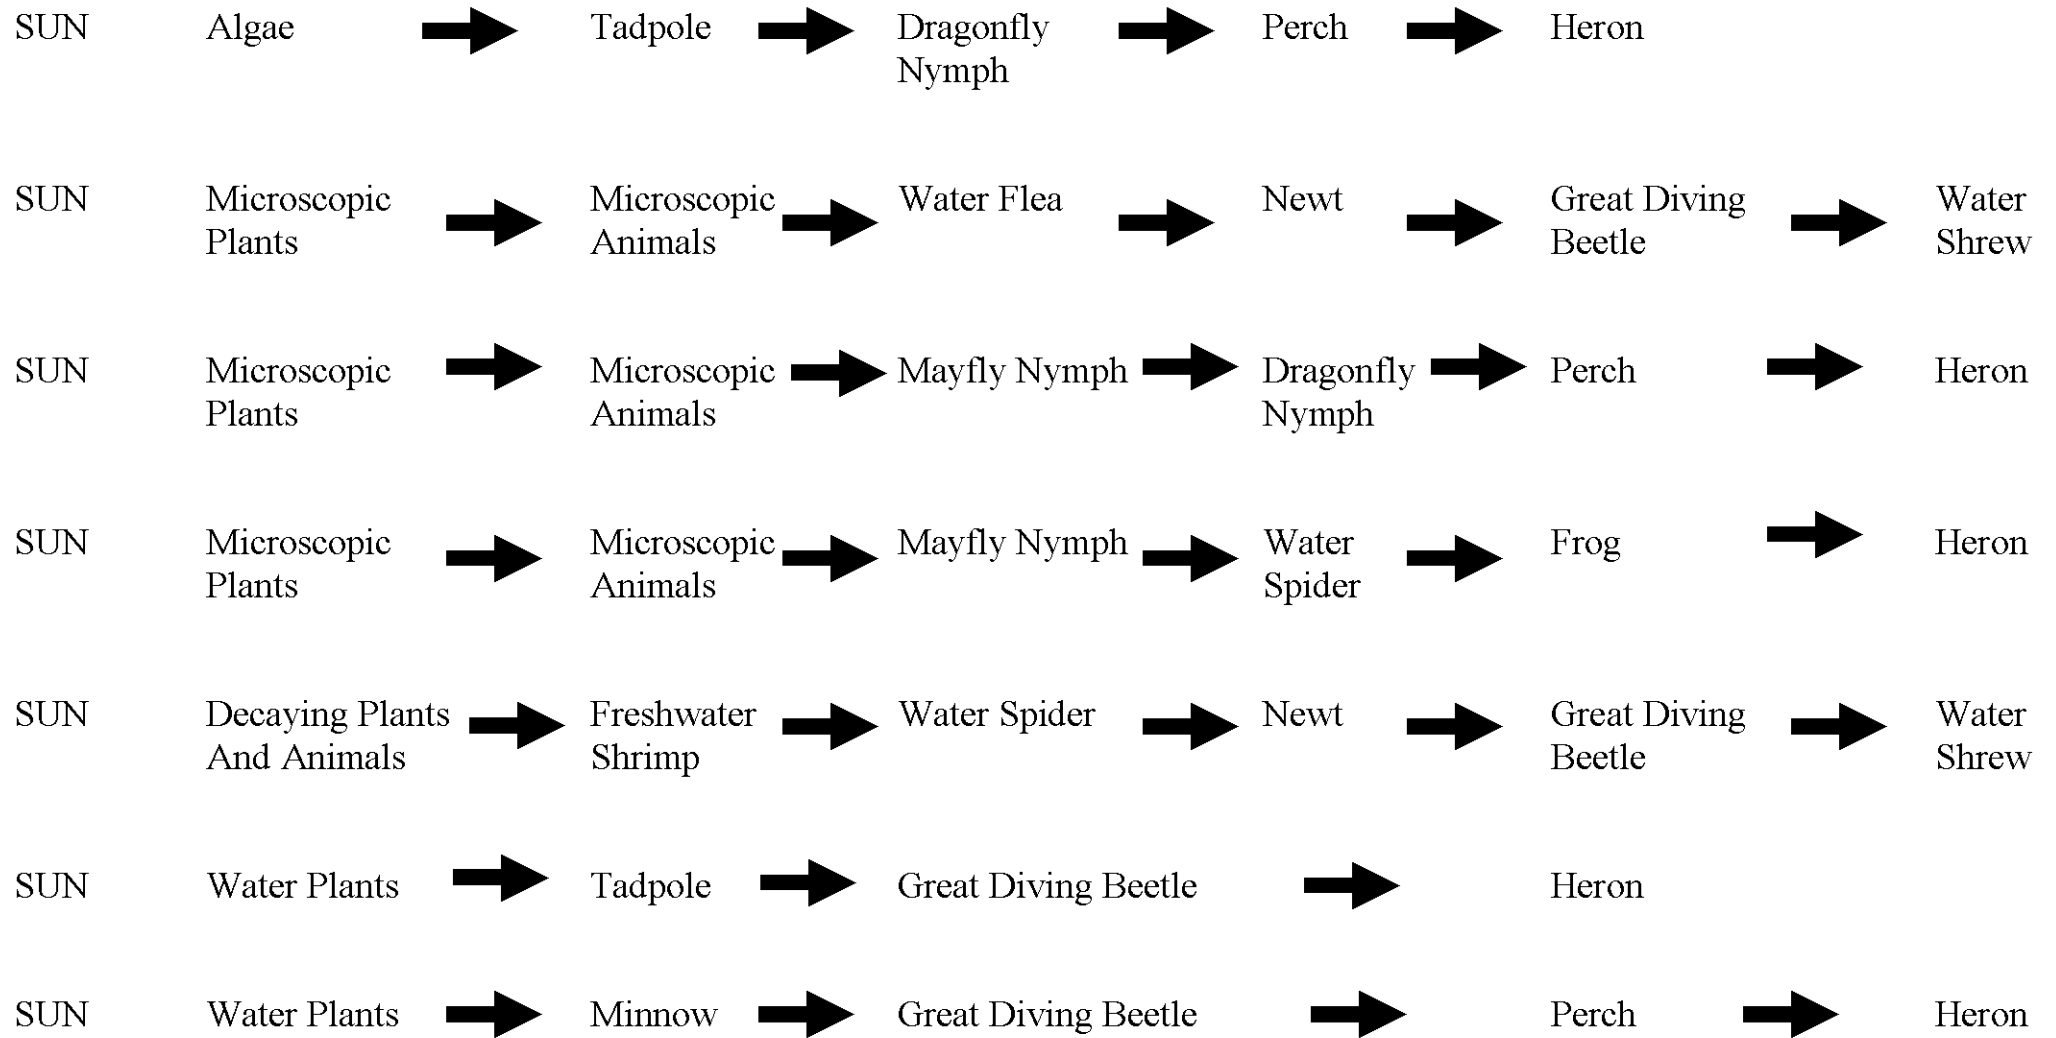 SUN Algae Tadpole Dragonfly Perch Heron
Nymph
SUN Microscopic Microscopic Water Flea Newt Great Diving Water
Plants Animals Beetle Shrew
SUN Microscopic Microscopic Mayfly Nymph Dragonfly Perch Heron
Plants Animals Nymph
SUN Microscopic Microscopic Mayfly Nymph Water Frog Heron
Plants Animals Spider
SUN Decaying Plants Freshwater Water Spider Newt Great Diving Water
And Animals Shrimp Beetle Shrew
SUN Water Plants Tadpole Great Diving Beetle Heron
SUN Water Plants Minnow Great Diving Beetle Perch Heron